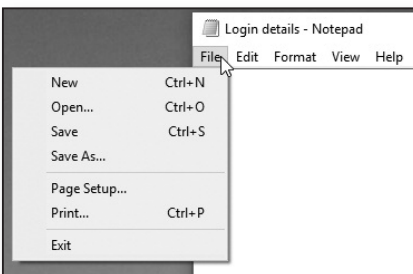 Login details - Notepad
File Edit Format View Help
New Ctrl+N
Open... Ctrl+O
Save Ctrl+S
Save As...
Page Setup...
Print... Ctrl+P
Exit